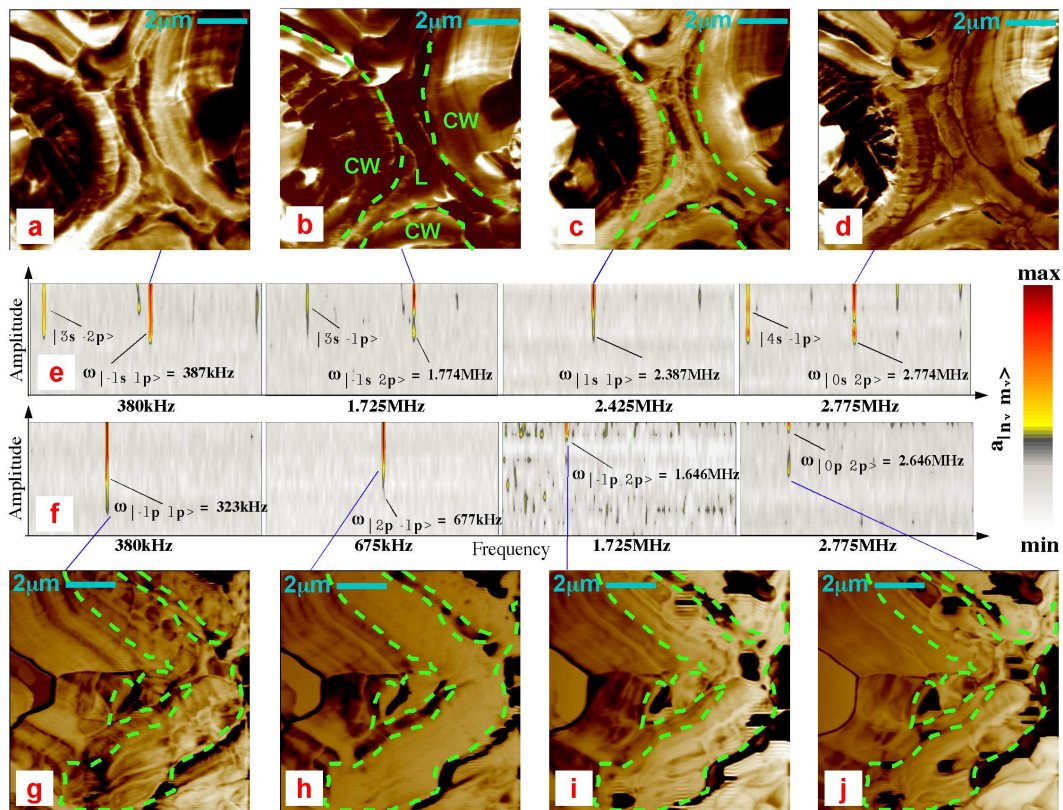 2μm 2μm 2μm 2μm
CW
CW
L
CW
a b c d
max
Amplitude
|3s -2p> |3s -1p> |4s -1p>
e
ω|-1s 1p> = 387kHz ω|-1s 2p> = 1.774MHz ω|1s 1p> = 2.387MHz ω|0s 2p> = 2.774MHz
380kHz 1.725MHz 2.425MHz 2.775MHz
a|nᵥ mᵥ>
Amplitude
f
ω|-1p 1p> = 323kHz ω|2p -1p> = 677kHz ω|-1p 2p> = 1.646MHz ω|0p 2p> = 2.646MHz
380kHz 675kHz 1.725MHz 2.775MHz
Frequency
min
2μm 2μm 2μm 2μm
g h i j